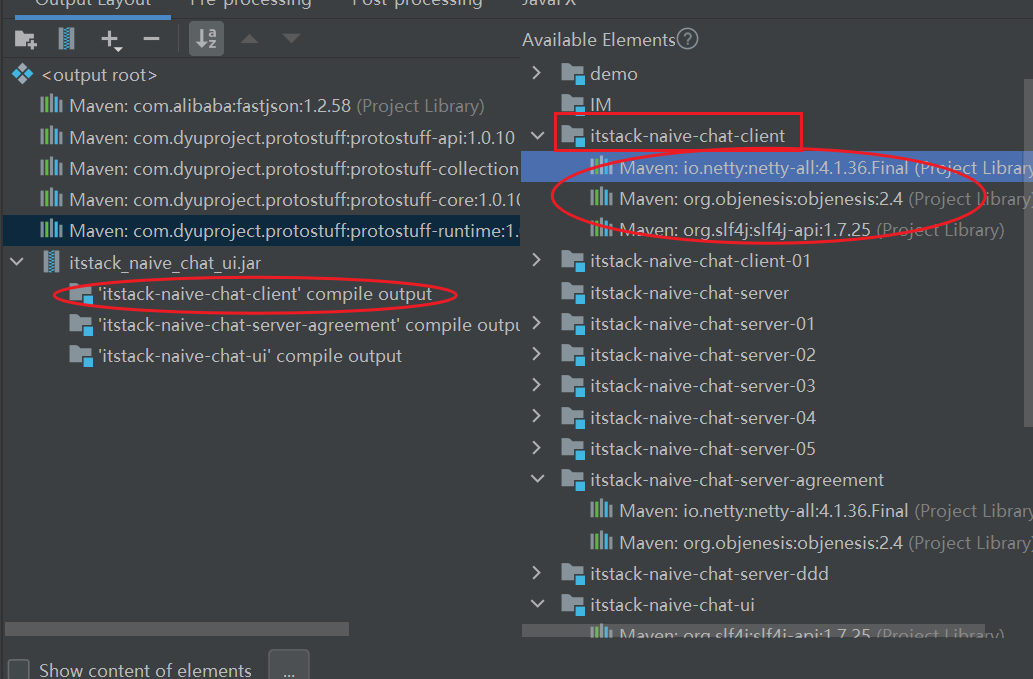 Output Layout Pre-processing Post-processing JavaFX
Available Elements
<output root>
Maven: com.alibaba:fastjson:1.2.58 (Project Library)
Maven: com.dyuproject.protostuff:protostuff-api:1.0.10
Maven: com.dyuproject.protostuff:protostuff-collection
Maven: com.dyuproject.protostuff:protostuff-core:1.0.10
Maven: com.dyuproject.protostuff:protostuff-runtime:1.
itstack_naive_chat_ui.jar
'itstack-naive-chat-client' compile output
'itstack-naive-chat-server-agreement' compile outpu
'itstack-naive-chat-ui' compile output
Show content of elements ...
demo
IM
itstack-naive-chat-client
Maven: io.netty:netty-all:4.1.36.Final (Project Library
Maven: org.objenesis:objenesis:2.4 (Project Library)
Maven: org.slf4j:slf4j-api:1.7.25 (Project Library)
itstack-naive-chat-client-01
itstack-naive-chat-server
itstack-naive-chat-server-01
itstack-naive-chat-server-02
itstack-naive-chat-server-03
itstack-naive-chat-server-04
itstack-naive-chat-server-05
itstack-naive-chat-server-agreement
Maven: io.netty:netty-all:4.1.36.Final (Project Library
Maven: org.objenesis:objenesis:2.4 (Project Library)
itstack-naive-chat-server-ddd
itstack-naive-chat-ui
Maven: org.slf4j:slf4j-api:1.7.25 (Project Library)